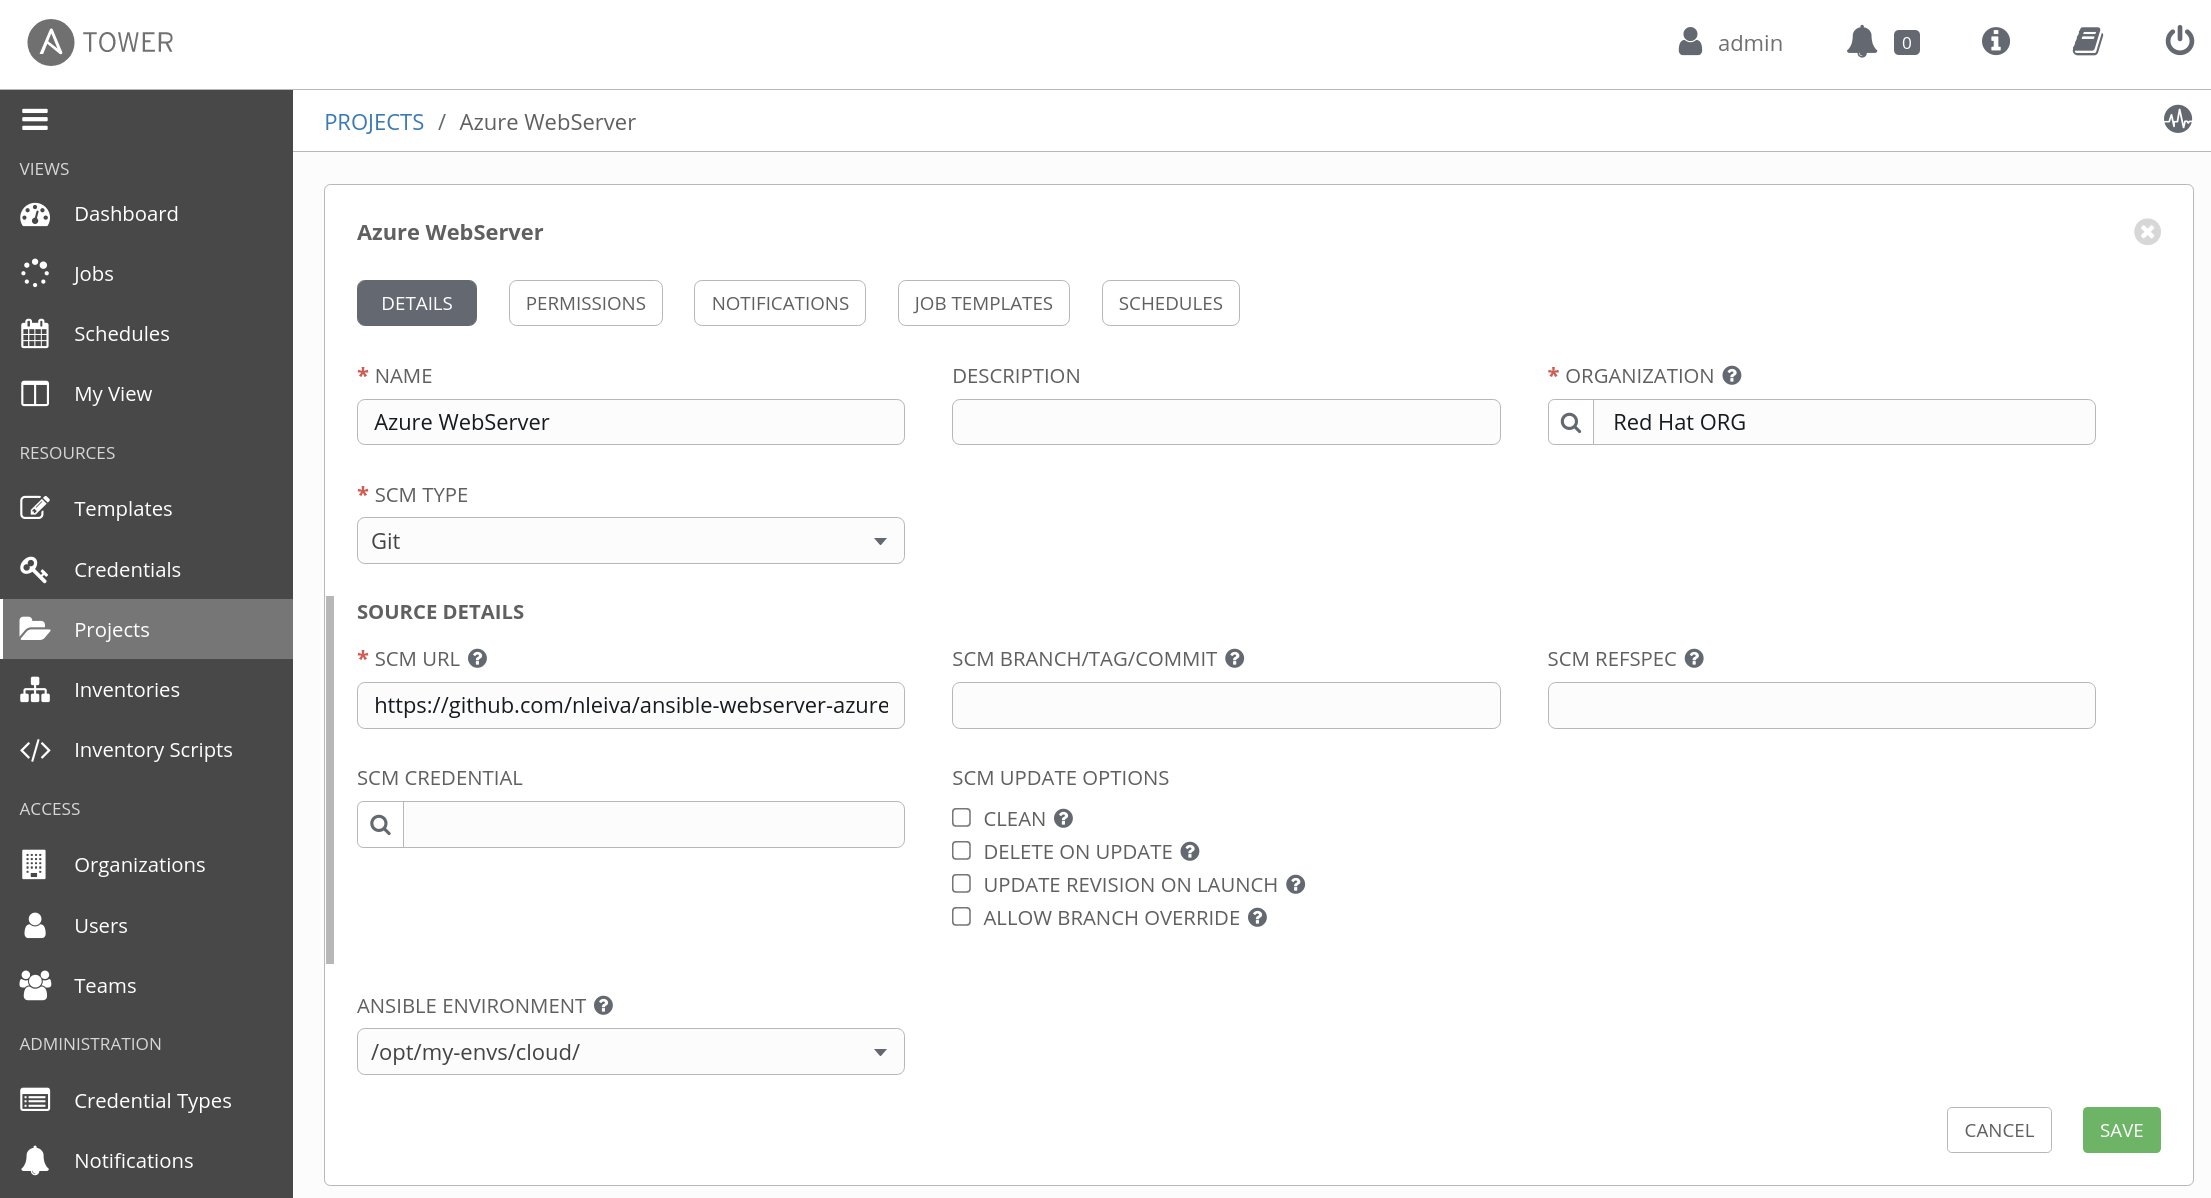 TOWER
admin
0
VIEWS
Dashboard
Jobs
Schedules
My View
RESOURCES
Templates
Credentials
Projects
Inventories
Inventory Scripts
ACCESS
Organizations
Users
Teams
ADMINISTRATION
Credential Types
Notifications
PROJECTS / Azure WebServer
Azure WebServer
DETAILS PERMISSIONS NOTIFICATIONS JOB TEMPLATES SCHEDULES
* NAME
Azure WebServer
DESCRIPTION
* ORGANIZATION ?
Red Hat ORG
* SCM TYPE
Git
SOURCE DETAILS
* SCM URL ?
https://github.com/nleiva/ansible-webserver-azure
SCM BRANCH/TAG/COMMIT ?
SCM REFSPEC ?
SCM CREDENTIAL
SCM UPDATE OPTIONS
CLEAN ?
DELETE ON UPDATE ?
UPDATE REVISION ON LAUNCH ?
ALLOW BRANCH OVERRIDE ?
ANSIBLE ENVIRONMENT ?
/opt/my-envs/cloud/
CANCEL SAVE